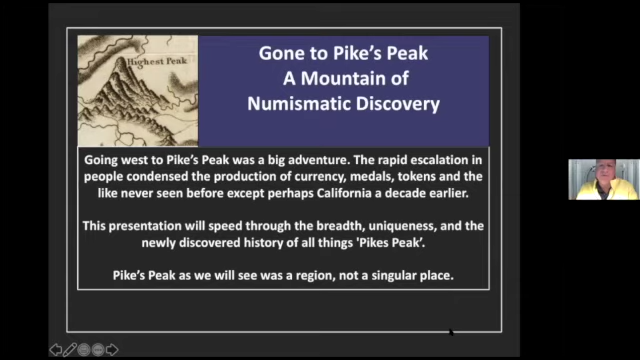 Highest Peak
Gone to Pike's Peak
A Mountain of
Numismatic Discovery
Going west to Pike's Peak was a big adventure. The rapid escalation in
people condensed the production of currency, medals, tokens and the
like never seen before except perhaps California a decade earlier.
This presentation will speed through the breadth, uniqueness, and the
newly discovered history of all things 'Pikes Peak'.
Pike's Peak as we will see was a region, not a singular place.